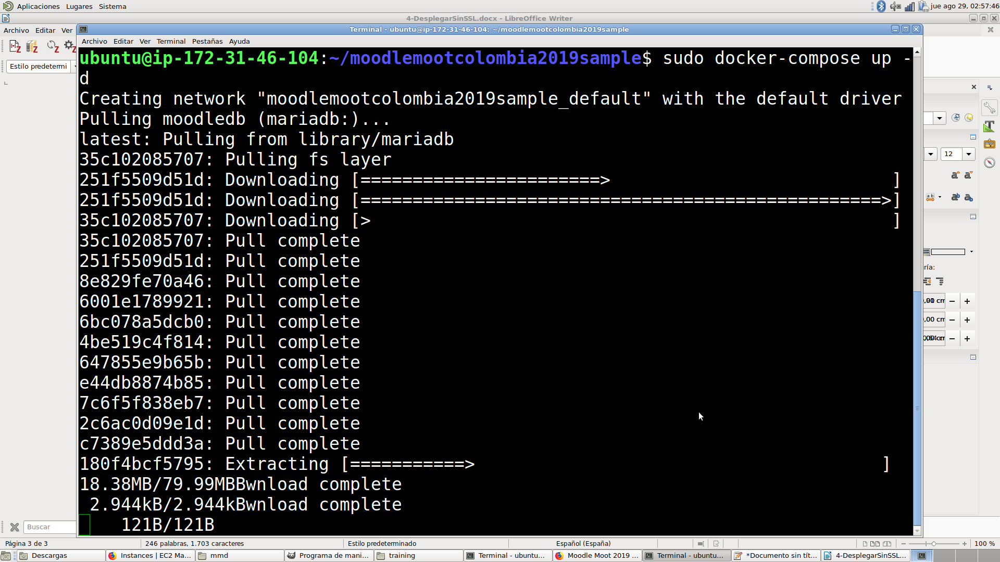 Aplicaciones Lugares Sistema jue ago 29, 02:57:46
4-DesplegarSinSSL.docx - LibreOffice Writer
Archivo Editar Ver
Terminal - ubuntu@ip-172-31-46-104: ~/moodlemootcolombia2019sample
Archivo Editar Ver Terminal Pestañas Ayuda
Estilo predetermi
ubuntu@ip-172-31-46-104:~/moodlemootcolombia2019sample$ sudo docker-compose up -
d
Creating network "moodlemootcolombia2019sample_default" with the default driver
Pulling moodledb (mariadb:)...
latest: Pulling from library/mariadb
35c102085707: Pulling fs layer
251f5509d51d: Downloading [=======================> ]
251f5509d51d: Downloading [==================================================>]
35c102085707: Downloading [> ]
35c102085707: Pull complete
251f5509d51d: Pull complete
8e829fe70a46: Pull complete
6001e1789921: Pull complete
6bc078a5dcb0: Pull complete
4be519c4f814: Pull complete
647855e9b65b: Pull complete
e44db8874b85: Pull complete
7c6f5f838eb7: Pull complete
2c6ac0d09e1d: Pull complete
c7389e5ddd3a: Pull complete
180f4bcf5795: Extracting [===========> ]
18.38MB/79.99MBBwnload complete
2.944kB/2.944kBwnload complete
121B/121B
12
ría:
cm
,00 cm
Buscar
Página 3 de 3 246 palabras, 1.703 caracteres Estilo predeterminado Español (España) 100 %
Descargas Instances | EC2 Ma... mmd Programa de mani... training Terminal - ubuntu... Moodle Moot 2019 ... Terminal - ubuntu... *Documento sin tít... 4-DesplegarSinSSL...